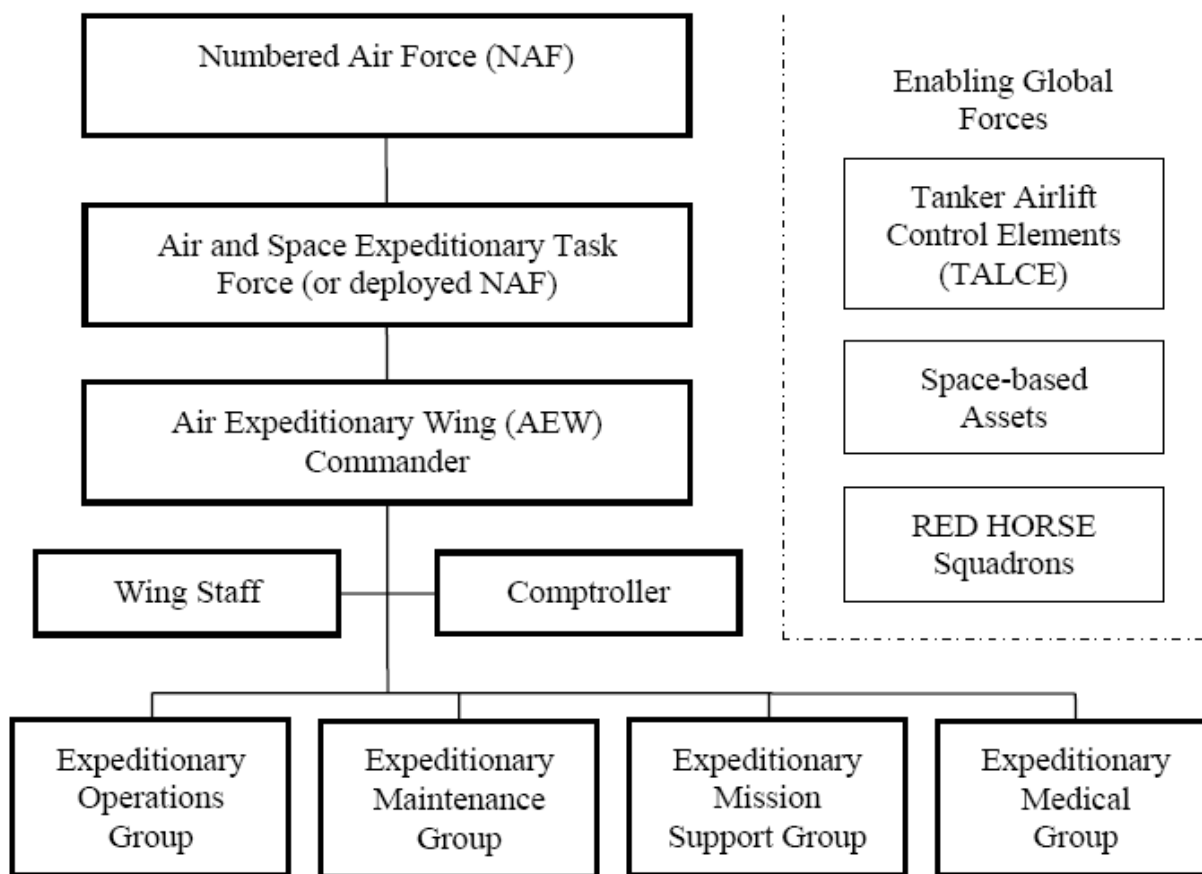 Numbered Air Force (NAF)
Air and Space Expeditionary Task
Force (or deployed NAF)
Air Expeditionary Wing (AEW)
Commander
Wing Staff
Comptroller
Expeditionary
Operations
Group
Expeditionary
Maintenance
Group
Expeditionary
Mission
Support Group
Expeditionary
Medical
Group
Enabling Global
Forces
Tanker Airlift
Control Elements
(TALCE)
Space-based
Assets
RED HORSE
Squadrons